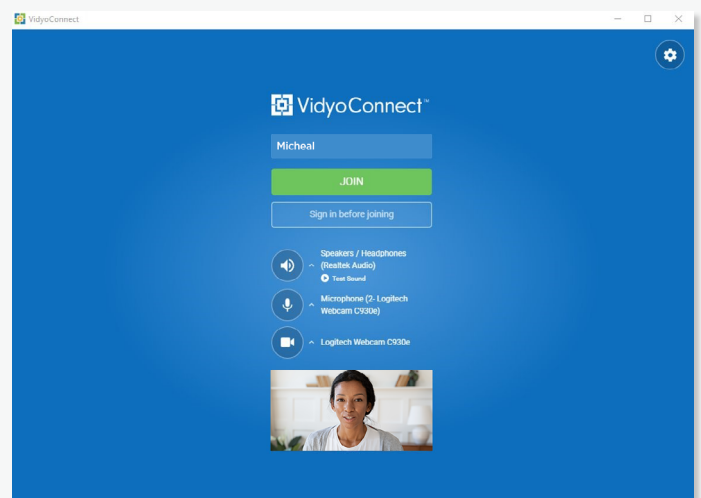 VidyoConnect
VidyoConnect™
Micheal
JOIN
Sign in before joining
Speakers / Headphones
(Realtek Audio)
Test Sound
Microphone (2- Logitech
Webcam C930e)
Logitech Webcam C930e